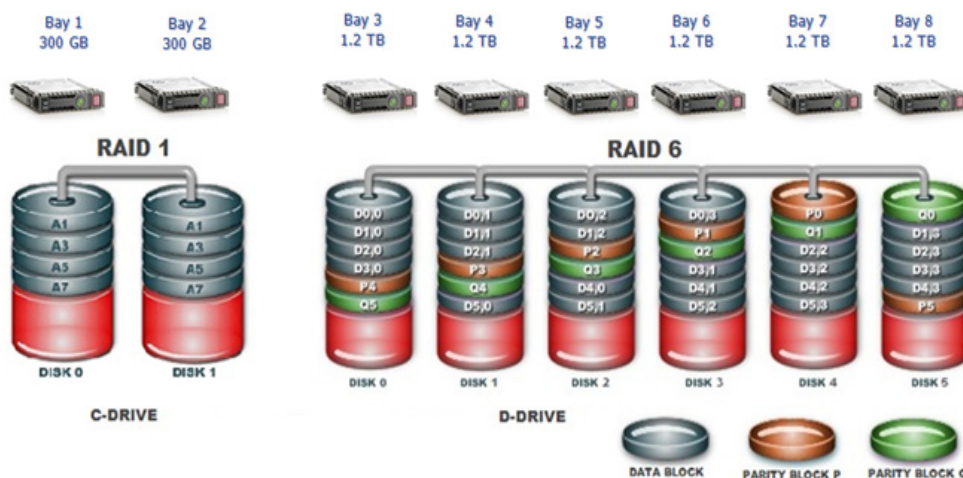 Bay 1
300 GB
Bay 2
300 GB
Bay 3
1.2 TB
Bay 4
1.2 TB
Bay 5
1.2 TB
Bay 6
1.2 TB
Bay 7
1.2 TB
Bay 8
1.2 TB
RAID 1
RAID 6
A1
A3
A5
A7
DISK 0
A1
A3
A5
A7
DISK 1
C-DRIVE
D0,0
D1,0
D2,0
D3,0
P4
Q5
DISK 0
D0,1
D1,1
D2,1
P3
Q4
D5,0
DISK 1
D0,2
D1,2
P2
Q3
D4,0
D5,1
DISK 2
D0,3
P1
Q2
D3,1
D4,1
D5,2
DISK 3
P0
Q1
D2,2
D3,2
D4,2
D5,3
DISK 4
Q0
D1,3
D2,3
D3,3
D4,3
P5
DISK 5
D-DRIVE
DATA BLOCK
PARITY BLOCK P
PARITY BLOCK Q